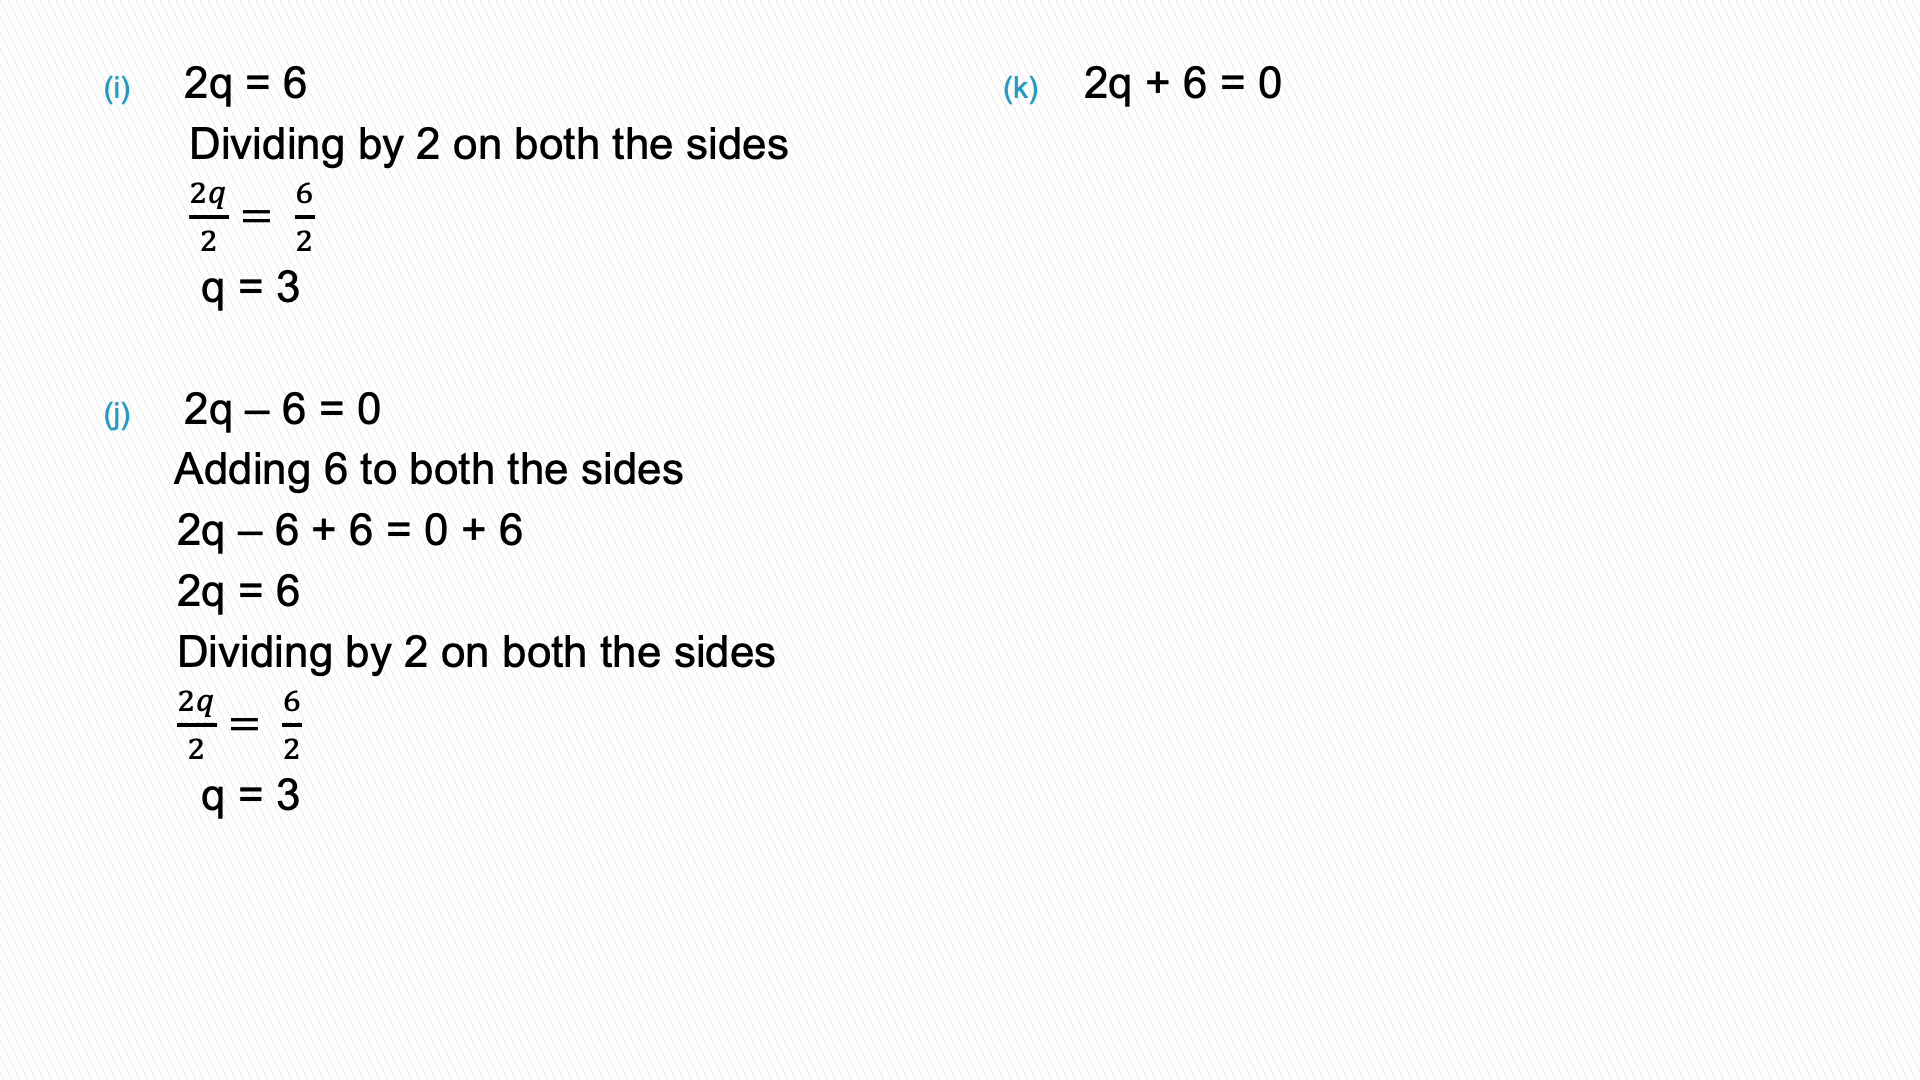 (i) 2q = 6
Dividing by 2 on both the sides
2q/2 = 6/2
q = 3
(j) 2q – 6 = 0
Adding 6 to both the sides
2q – 6 + 6 = 0 + 6
2q = 6
Dividing by 2 on both the sides
2q/2 = 6/2
q = 3
(k) 2q + 6 = 0